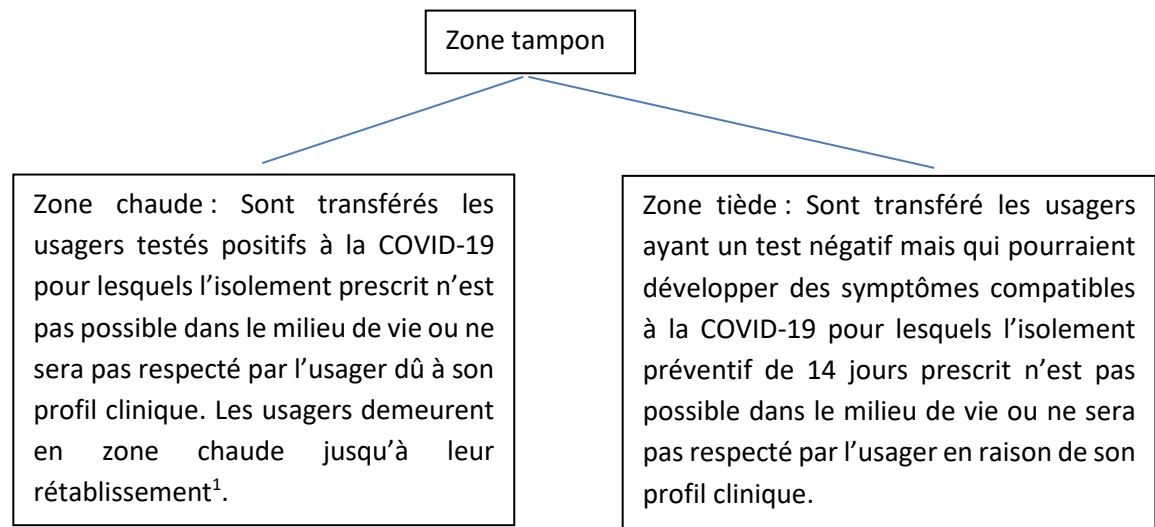 Zone tampon
Zone chaude : Sont transférés les
usagers testés positifs à la COVID-19
pour lesquels l’isolement prescrit n’est
pas possible dans le milieu de vie ou ne
sera pas respecté par l’usager dû à son
profil clinique. Les usagers demeurent
en zone chaude jusqu’à leur
rétablissement¹.
Zone tiède : Sont transféré les usagers
ayant un test négatif mais qui pourraient
développer des symptômes compatibles
à la COVID-19 pour lesquels l’isolement
préventif de 14 jours prescrit n’est pas
possible dans le milieu de vie ou ne sera
pas respecté par l’usager en raison de son
profil clinique.